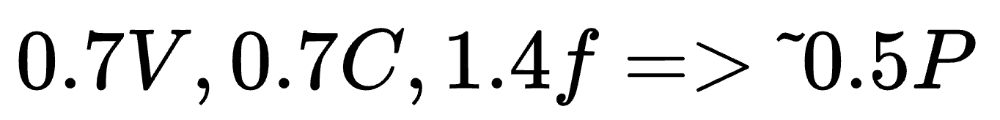 0.7V, 0.7C, 1.4f => ~0.5P